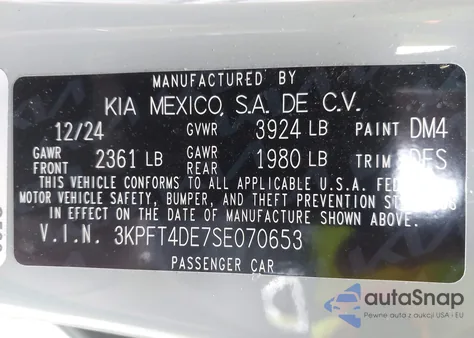 MANUFACTURED BY
KIA MEXICO, S.A. DE C.V.
12/24 GVWR 3924 LB PAINT DM4
GAWR FRONT 2361 LB GAWR REAR 1980 LB TRIM DFS
THIS VEHICLE CONFORMS TO ALL APPLICABLE U.S.A.
MOTOR VEHICLE SAFETY, BUMPER, AND THEFT PREVENTION
IN EFFECT ON THE DATE OF MANUFACTURE SHOWN ABOVE.
V.I.N. 3KPFT4DE7SE070653
PASSENGER CAR
autoSnap
Pewne auta z aukcji USA i EU